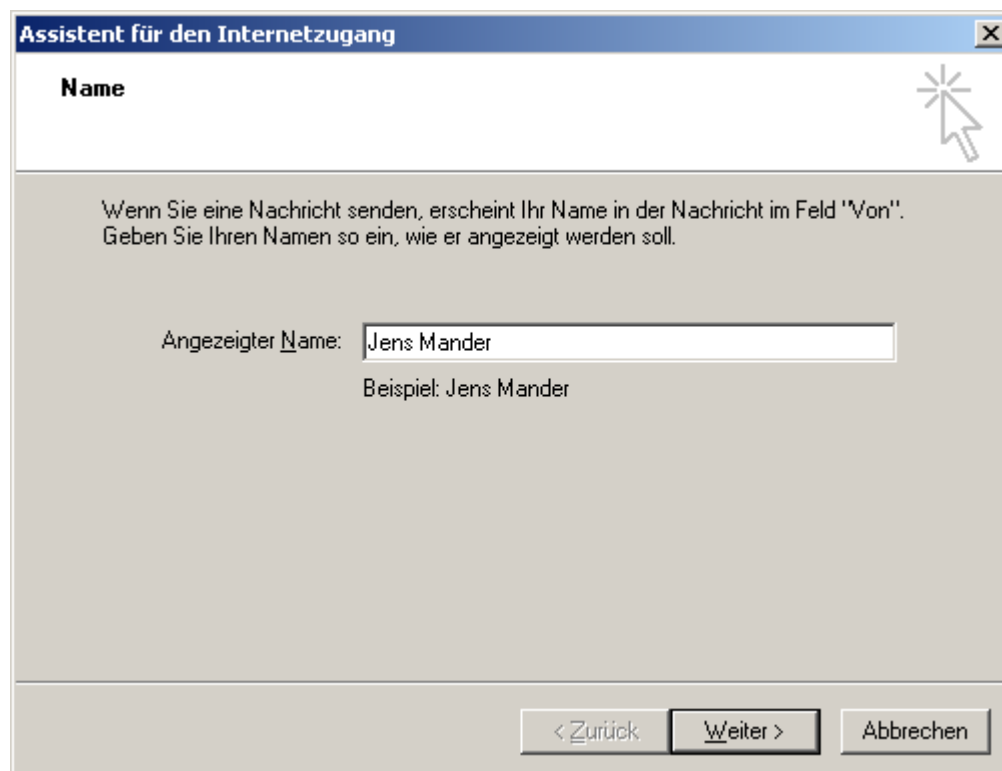 Assistent für den Internetzugang
Name
Wenn Sie eine Nachricht senden, erscheint Ihr Name in der Nachricht im Feld "Von".
Geben Sie Ihren Namen so ein, wie er angezeigt werden soll.
Angezeigter Name: Jens Mander
Beispiel: Jens Mander
< Zurück Weiter > Abbrechen